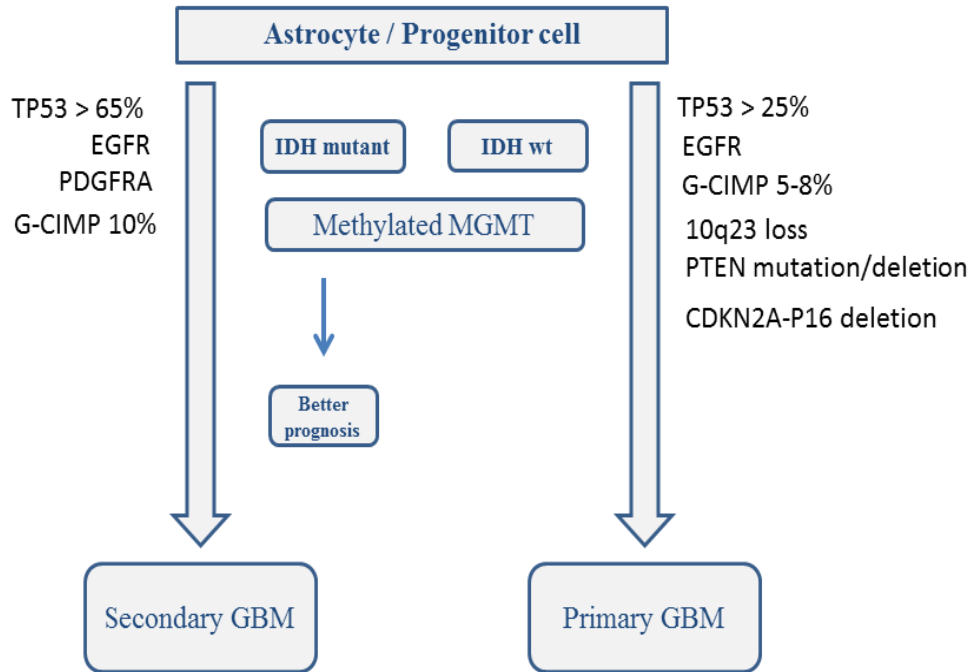 Astrocyte / Progenitor cell
TP53 > 65%
EGFR
PDGFRA
G-CIMP 10%
IDH mutant
IDH wt
Methylated MGMT
Better
prognosis
TP53 > 25%
EGFR
G-CIMP 5-8%
10q23 loss
PTEN mutation/deletion
CDKN2A-P16 deletion
Secondary GBM
Primary GBM